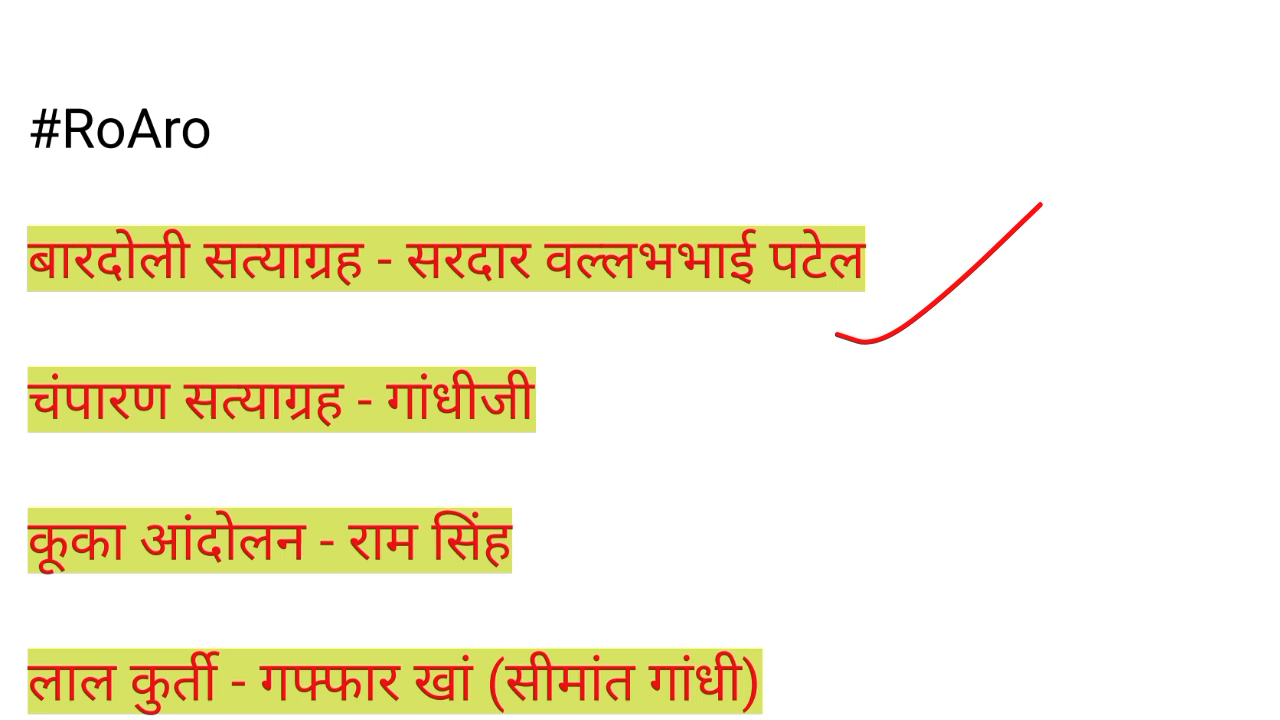 #RoAro
बारदोली सत्याग्रह - सरदार वल्लभभाई पटेल
चंपारण सत्याग्रह - गांधीजी
कूका आंदोलन - राम सिंह
लाल कुर्ती - गफ्फार खां (सीमांत गांधी)